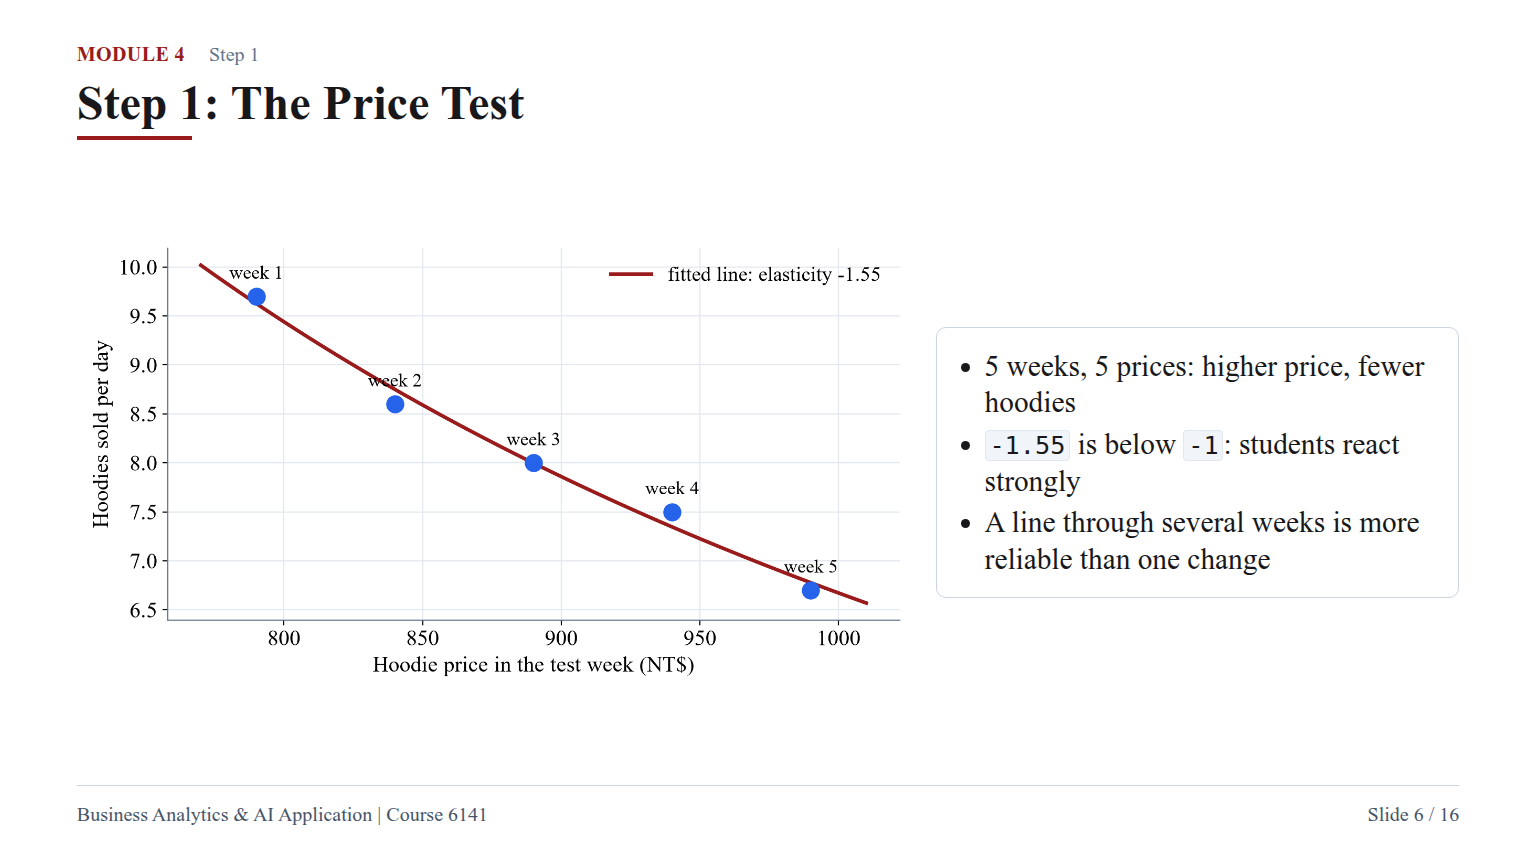 MODULE 4 Step 1
Step 1: The Price Test
10.0
9.5
9.0
8.5
8.0
7.5
7.0
6.5
Hoodies sold per day
week 1
week 2
week 3
week 4
week 5
fitted line: elasticity -1.55
800 850 900 950 1000
Hoodie price in the test week (NT$)
• 5 weeks, 5 prices: higher price, fewer
hoodies
• -1.55 is below -1: students react
strongly
• A line through several weeks is more
reliable than one change
Business Analytics & AI Application | Course 6141
Slide 6 / 16